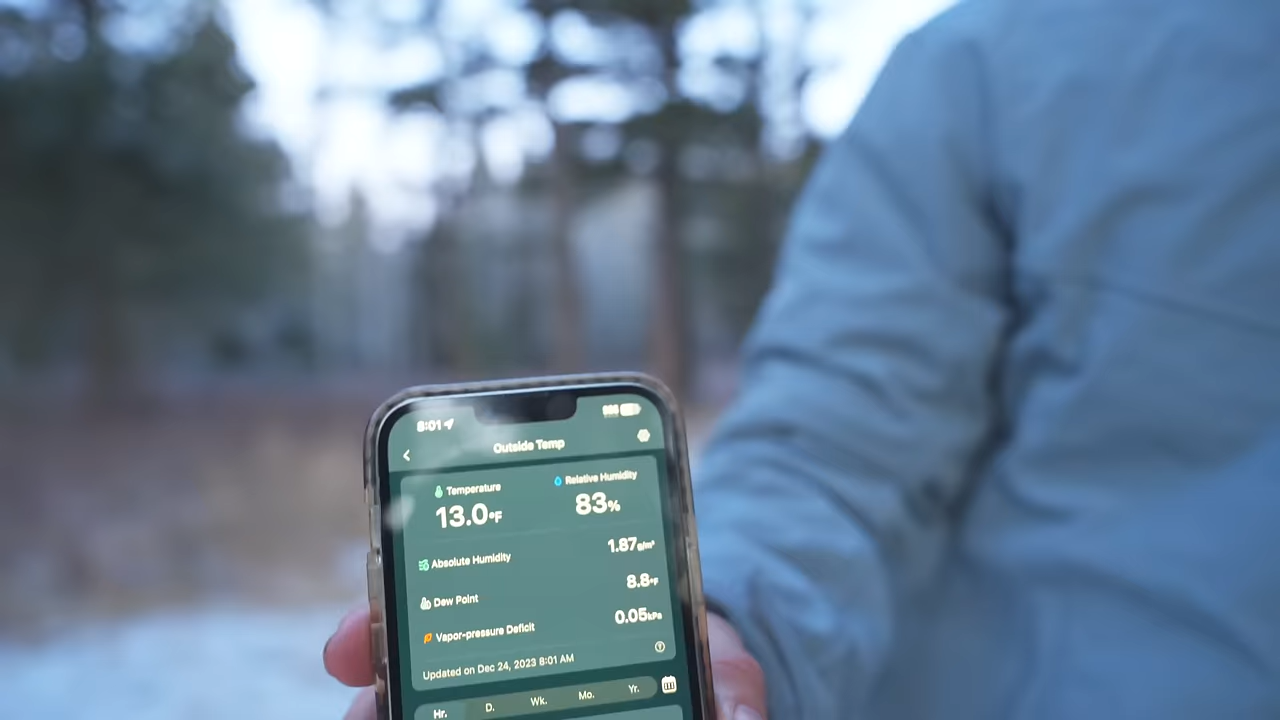 8:01
Outside Temp
Temperature Relative Humidity
13.0°F 83%
Absolute Humidity 1.87g/m³
Dew Point 8.8°F
Vapor-pressure Deficit 0.05kPa
Updated on Dec 24, 2023 8:01 AM
Hr. D. Wk. Mo. Yr.